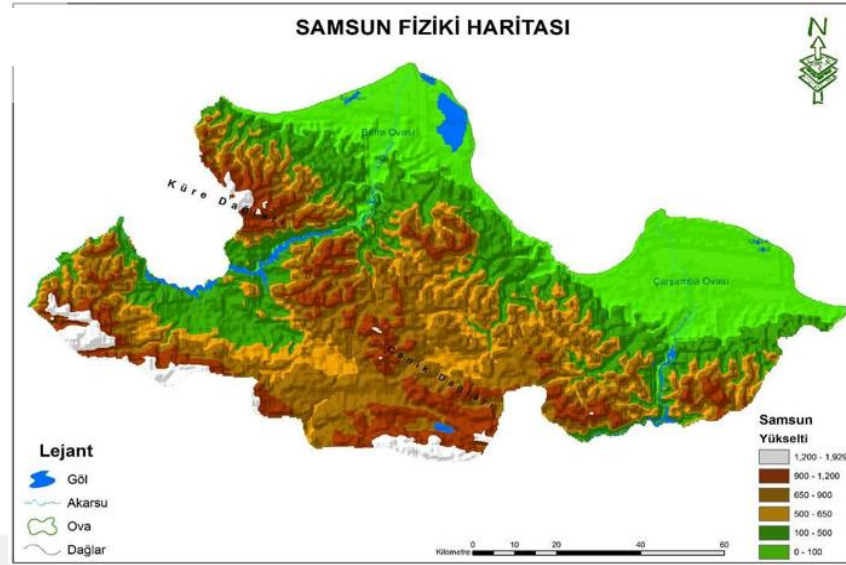 SAMSUN FİZİKİ HARİTASI
N
Bafra Ovası
Küre Dağları
Çarşamba Ovası
Canik Dağları
Lejant
Göl
Akarsu
Ova
Dağlar
Kilometre
0 10 20 40 60
Samsun
Yükselti
1,200 - 1,929
900 - 1,200
650 - 900
500 - 650
100 - 500
0 - 100